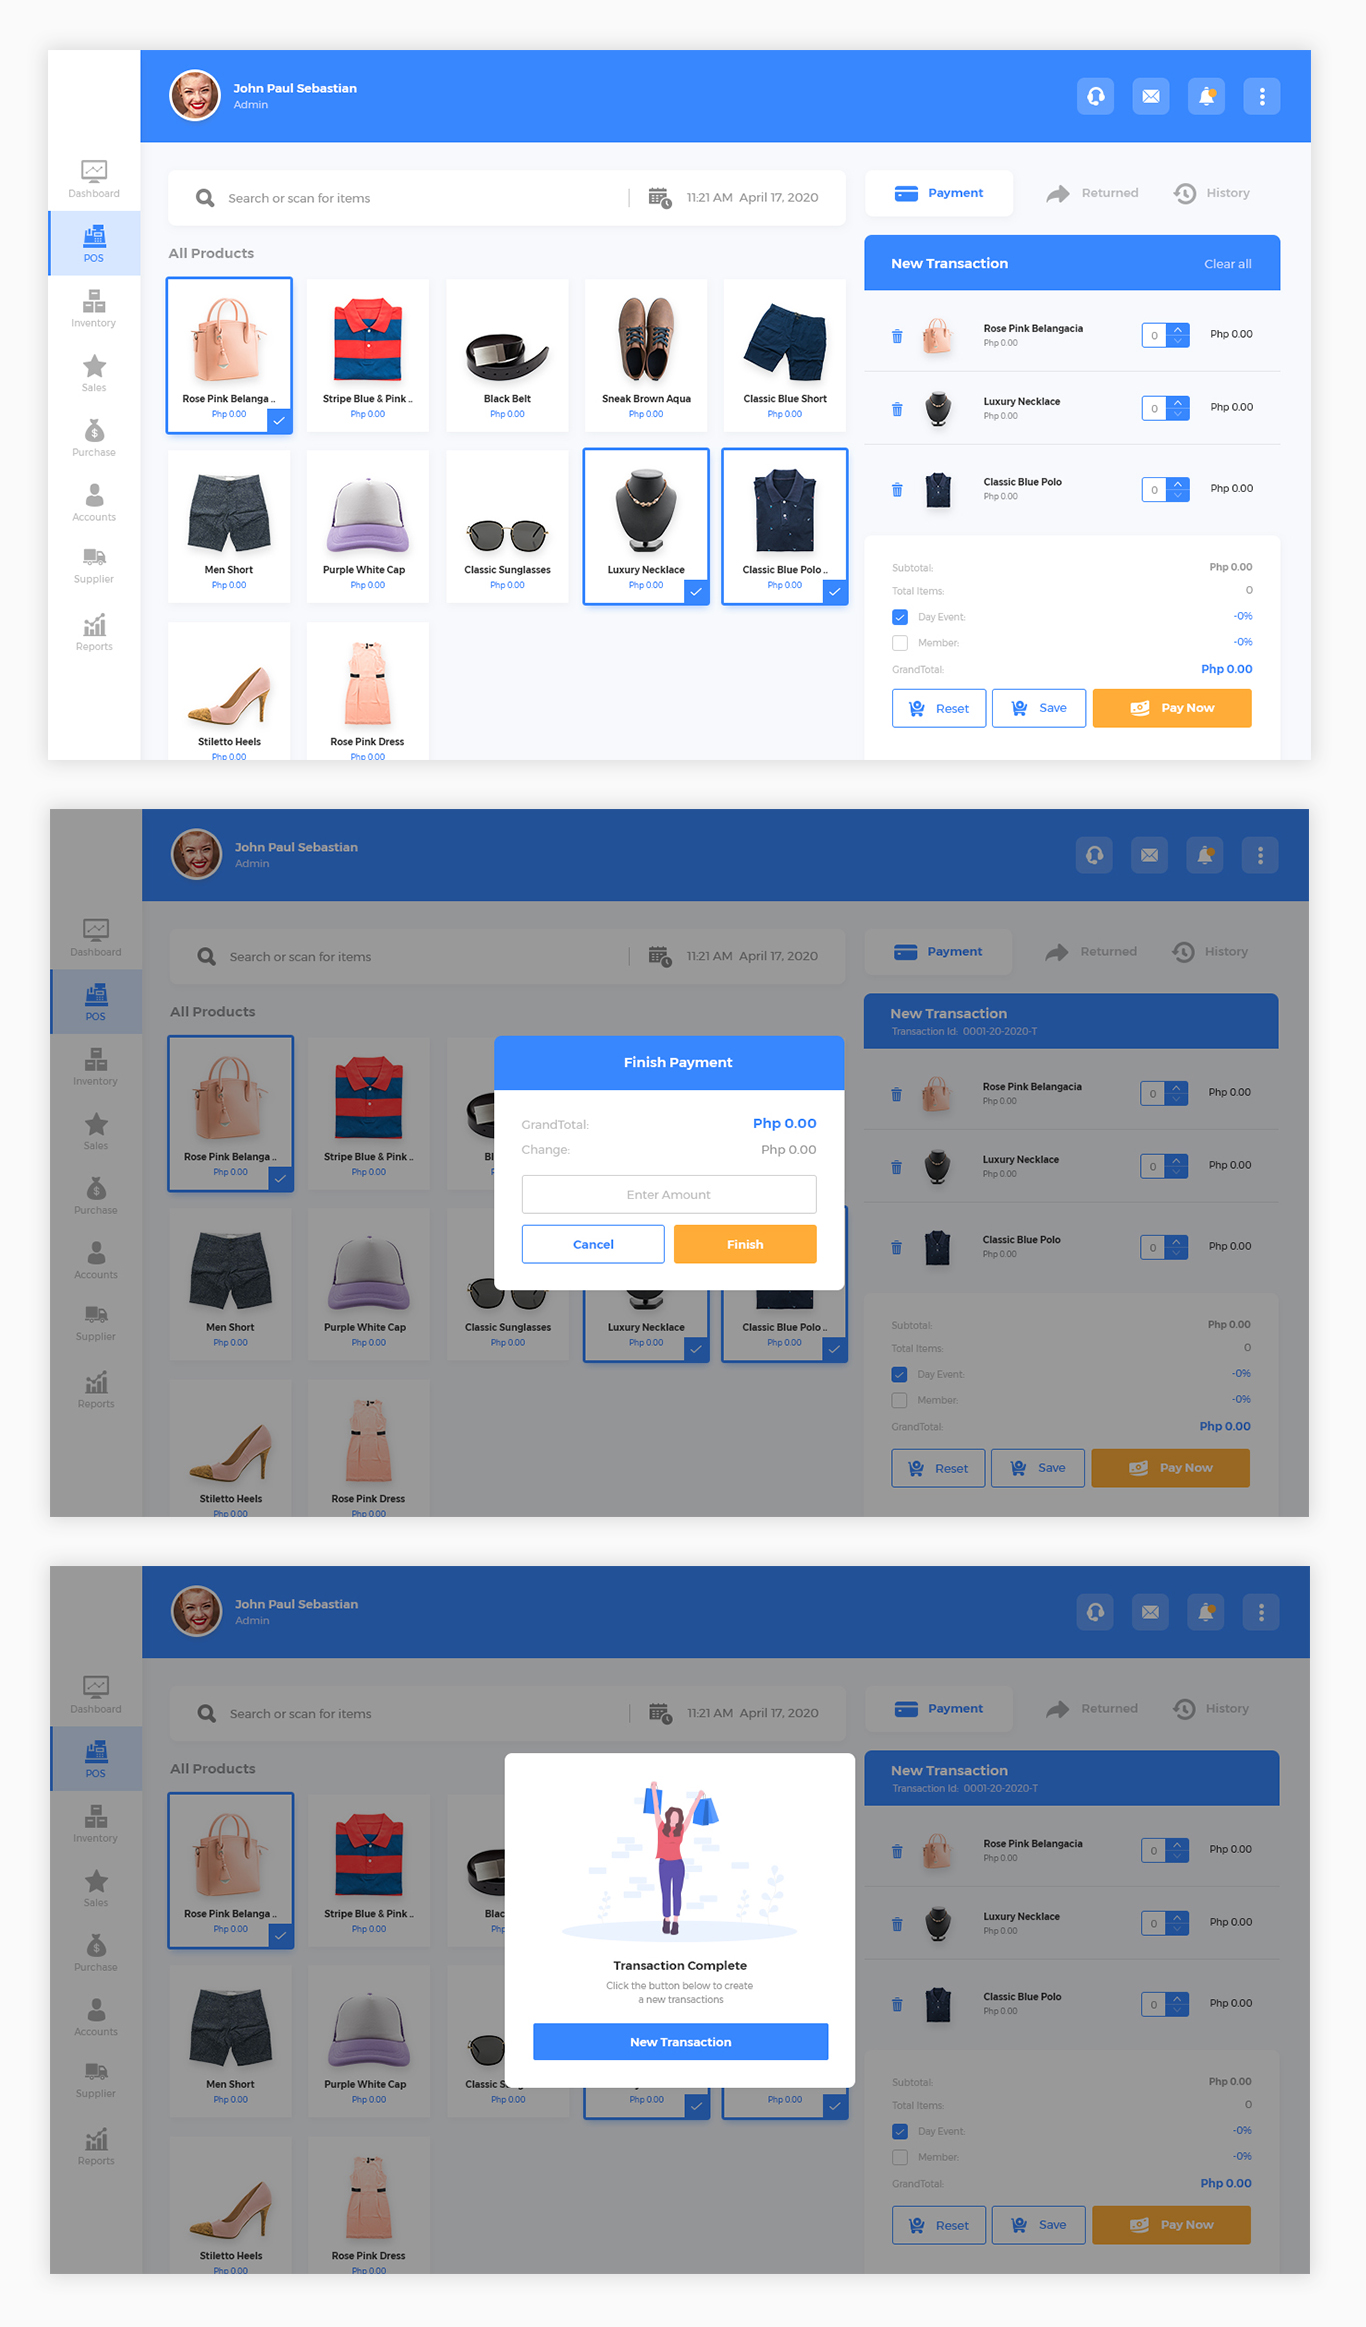 John Paul Sebastian
Admin
Dashboard
POS
Inventory
Sales
Purchase
Accounts
Supplier
Reports
Search or scan for items
11:21 AM April 17, 2020
All Products
Rose Pink Belanga ..
Php 0.00
Stripe Blue & Pink ..
Php 0.00
Black Belt
Php 0.00
Sneak Brown Aqua
Php 0.00
Classic Blue Short
Php 0.00
Men Short
Php 0.00
Purple White Cap
Php 0.00
Classic Sunglasses
Php 0.00
Luxury Necklace
Php 0.00
Classic Blue Polo ..
Php 0.00
Stiletto Heels
Php 0.00
Rose Pink Dress
Php 0.00
Payment
Returned
History
New Transaction
Clear all
Rose Pink Belangacia
Php 0.00
0
Php 0.00
Luxury Necklace
Php 0.00
0
Php 0.00
Classic Blue Polo
Php 0.00
0
Php 0.00
Subtotal: Php 0.00
Total Items: 0
Day Event: -0%
Member: -0%
GrandTotal: Php 0.00
Reset
Save
Pay Now
John Paul Sebastian
Admin
Dashboard
POS
Inventory
Sales
Purchase
Accounts
Supplier
Reports
Search or scan for items
11:21 AM April 17, 2020
All Products
Rose Pink Belanga ..
Php 0.00
Stripe Blue & Pink ..
Php 0.00
Bl
Men Short
Php 0.00
Purple White Cap
Php 0.00
Classic Sunglasses
Php 0.00
Luxury Necklace
Php 0.00
Classic Blue Polo ..
Php 0.00
Stiletto Heels
Php 0.00
Rose Pink Dress
Php 0.00
Finish Payment
GrandTotal: Php 0.00
Change: Php 0.00
Enter Amount
Cancel
Finish
Payment
Returned
History
New Transaction
Transaction Id: 0001-20-2020-T
Rose Pink Belangacia
Php 0.00
0
Php 0.00
Luxury Necklace
Php 0.00
0
Php 0.00
Classic Blue Polo
Php 0.00
0
Php 0.00
Subtotal: Php 0.00
Total Items: 0
Day Event: -0%
Member: -0%
GrandTotal: Php 0.00
Reset
Save
Pay Now
John Paul Sebastian
Admin
Dashboard
POS
Inventory
Sales
Purchase
Accounts
Supplier
Reports
Search or scan for items
11:21 AM April 17, 2020
All Products
Rose Pink Belanga ..
Php 0.00
Stripe Blue & Pink ..
Php 0.00
Blac
Php
Men Short
Php 0.00
Purple White Cap
Php 0.00
Classic S
Php 0.00
Php 0.00
Php 0.00
Stiletto Heels
Php 0.00
Rose Pink Dress
Php 0.00
Transaction Complete
Click the button below to create
a new transactions
New Transaction
Payment
Returned
History
New Transaction
Transaction Id: 0001-20-2020-T
Rose Pink Belangacia
Php 0.00
0
Php 0.00
Luxury Necklace
Php 0.00
0
Php 0.00
Classic Blue Polo
Php 0.00
0
Php 0.00
Subtotal: Php 0.00
Total Items: 0
Day Event: -0%
Member: -0%
GrandTotal: Php 0.00
Reset
Save
Pay Now